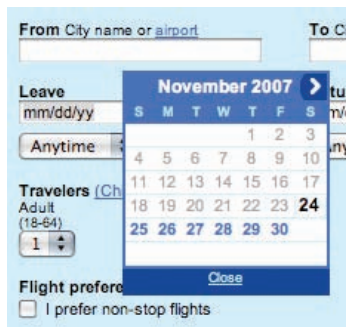 From City name or airport To C
Leave tu
mm/dd/yy m/
Anytime ny
November 2007
S M T W T F S
1 2 3
4 5 6 7 8 9 10
11 12 13 14 15 16 17
18 19 20 21 22 23 24
25 26 27 28 29 30
Close
Travelers (Ch
Adult
(18-64)
1
Flight prefere
I prefer non-stop flights